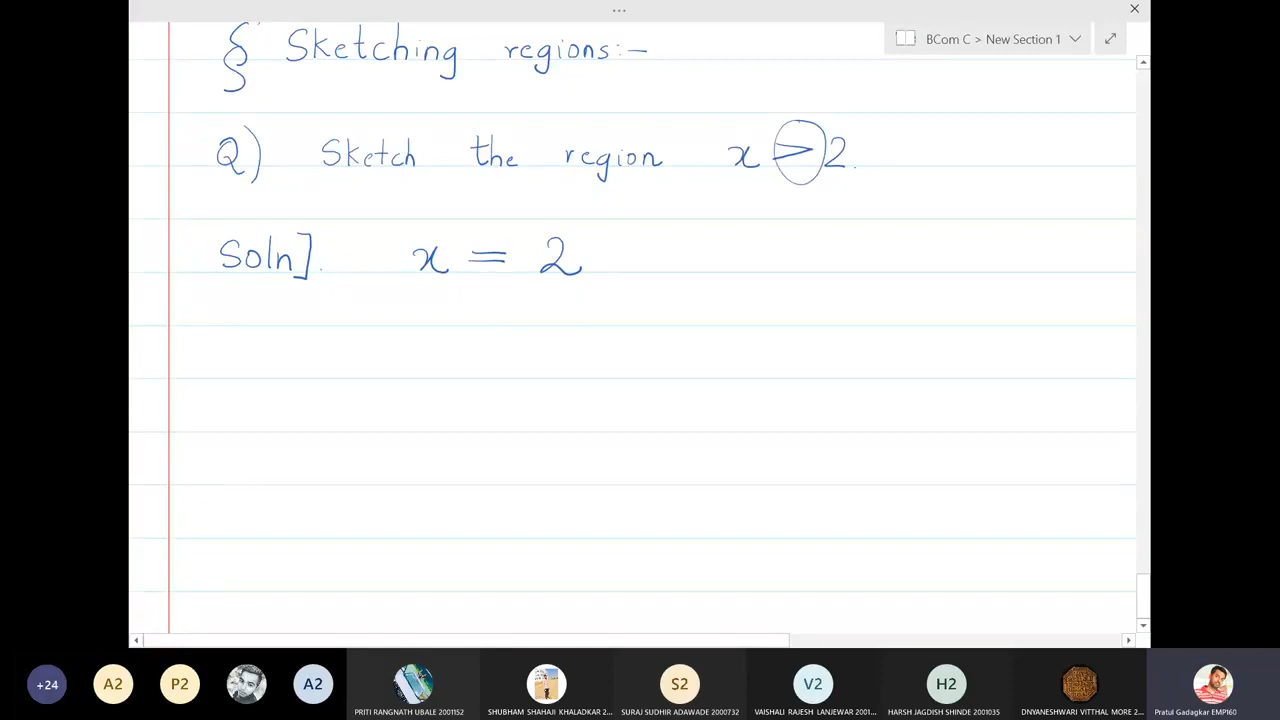 BCom C > New Section 1
§ Sketching regions:-
Q) Sketch the region x > 2.
Soln]. x = 2
+24
A2
P2
A2
PRITI RANGNATH UBALE 2001152
SHUBHAM SHAHAJI KHALADKAR 2...
S2
SURAJ SUDHIR ADAWADE 2000732
V2
VAISHALI RAJESH LANJEWAR 2001...
H2
HARSH JAGDISH SHINDE 2001035
DNYANESHWARI VITTHAL MORE 2...
Pratul Gadagkar EMP160